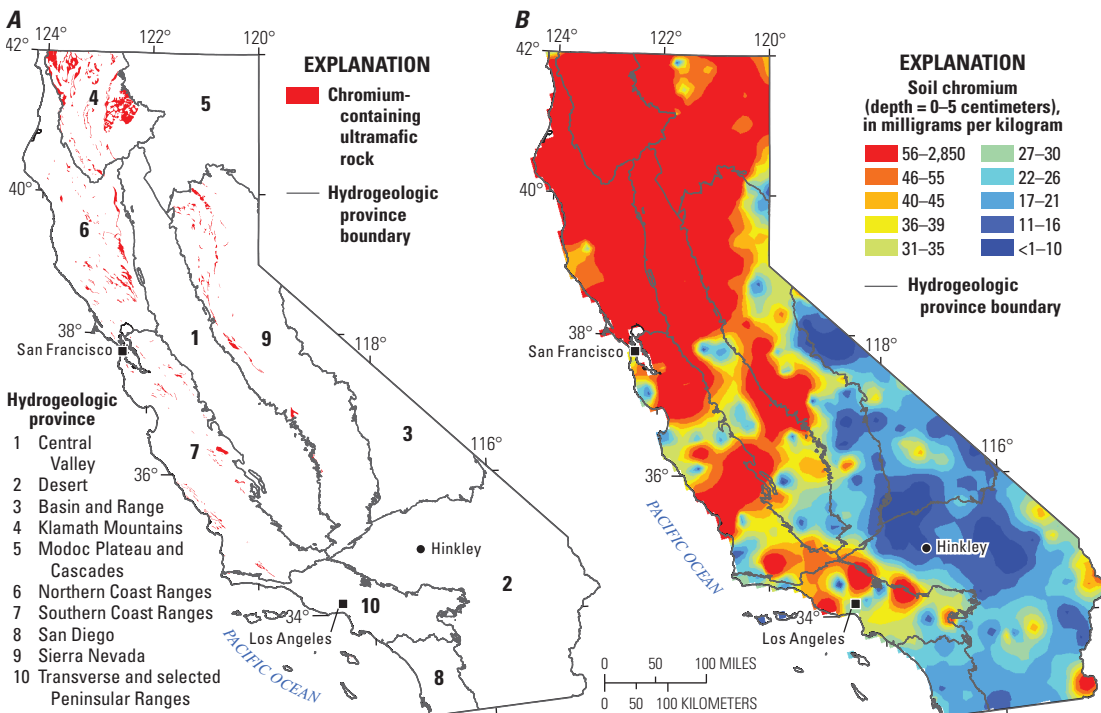 A
124°
122°
120°
42°
EXPLANATION
Chromium-
containing
ultramafic
rock
Hydrogeologic
province
boundary
4
5
40°
6
38°
San Francisco
1
9
118°
3
116°
7
36°
Hinkley
2
10
34°
Los Angeles
8
PACIFIC OCEAN
Hydrogeologic
province
1 Central
Valley
2 Desert
3 Basin and Range
4 Klamath Mountains
5 Modoc Plateau and
Cascades
6 Northern Coast Ranges
7 Southern Coast Ranges
8 San Diego
9 Sierra Nevada
10 Transverse and selected
Peninsular Ranges
B
124°
122°
120°
42°
EXPLANATION
Soil chromium
(depth = 0–5 centimeters),
in milligrams per kilogram
56–2,850 27–30
46–55 22–26
40–45 17–21
36–39 11–16
31–35 <1–10
Hydrogeologic
province boundary
40°
38°
San Francisco
118°
116°
36°
PACIFIC OCEAN
Hinkley
34°
Los Angeles
0 50 100 MILES
0 50 100 KILOMETERS